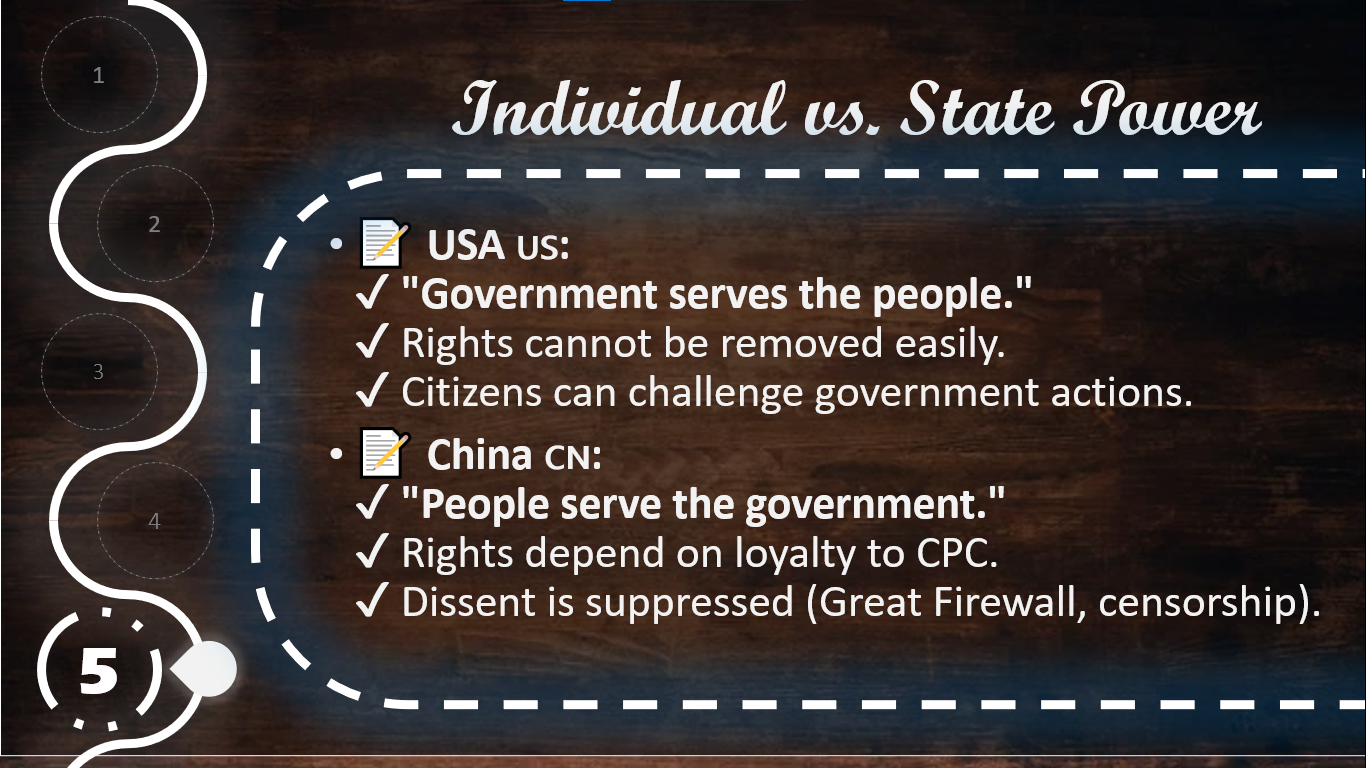 1
2
3
4
5
Individual vs. State Power
• 📝 USA US:
✓ "Government serves the people."
✓ Rights cannot be removed easily.
✓ Citizens can challenge government actions.
• 📝 China CN:
✓ "People serve the government."
✓ Rights depend on loyalty to CPC.
✓ Dissent is suppressed (Great Firewall, censorship).